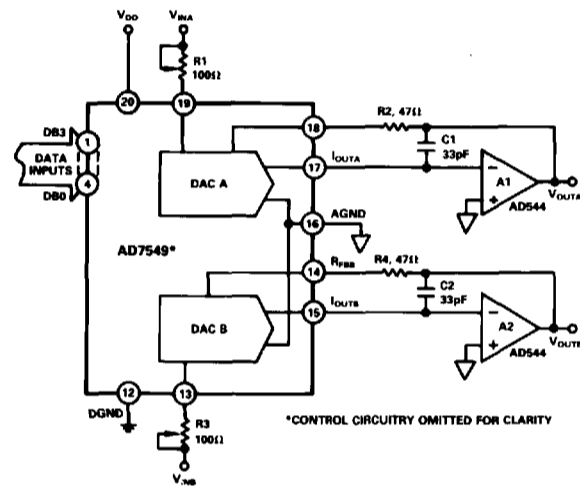 VDD
VINA
R1
100Ω
20
19
DB3
1
DATA
INPUTS
4
DB0
18
R2, 47Ω
DAC A
IOUTA
17
C1
33pF
A1
AD544
VOUTA
16
AGND
AD7549*
RFBB
14
R4, 47Ω
DAC B
IOUTB
15
C2
33pF
A2
AD544
VOUTB
12
DGND
13
R3
100Ω
VINB
*CONTROL CIRCUITRY OMITTED FOR CLARITY